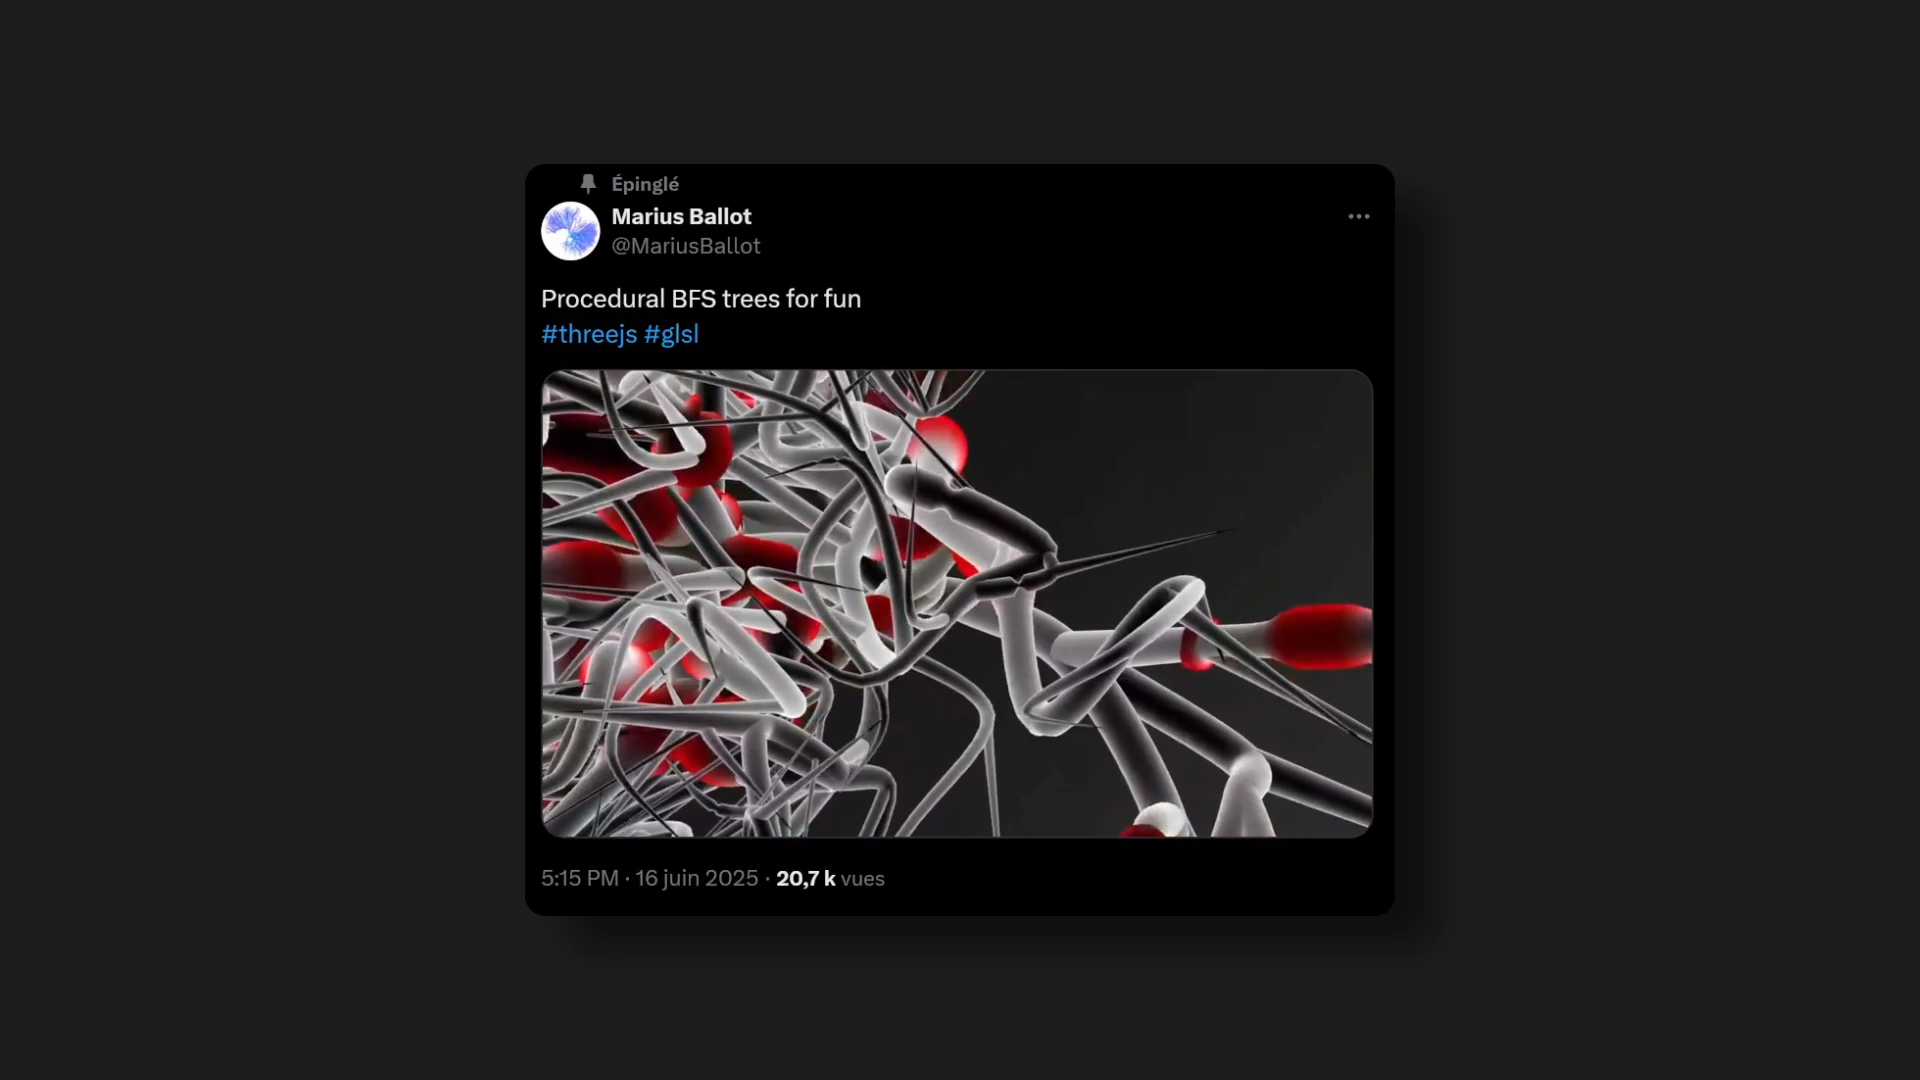 Épinglé
Marius Ballot
@MariusBallot
Procedural BFS trees for fun
#threejs #glsl
5:15 PM · 16 juin 2025 · 20,7 k vues